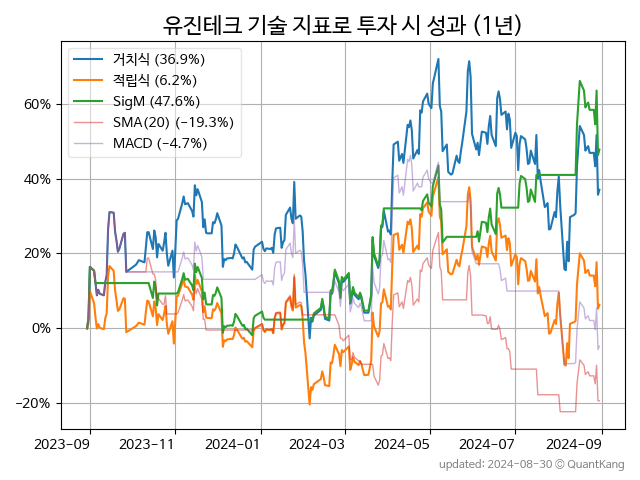 유진테크 기술 지표로 투자 시 성과 (1년)
거치식 (36.9%)
적립식 (6.2%)
SigM (47.6%)
SMA(20) (−19.3%)
MACD (−4.7%)
60%
40%
20%
0%
−20%
2023-09 2023-11 2024-01 2024-03 2024-05 2024-07 2024-09
updated: 2024-08-30 © QuantKang